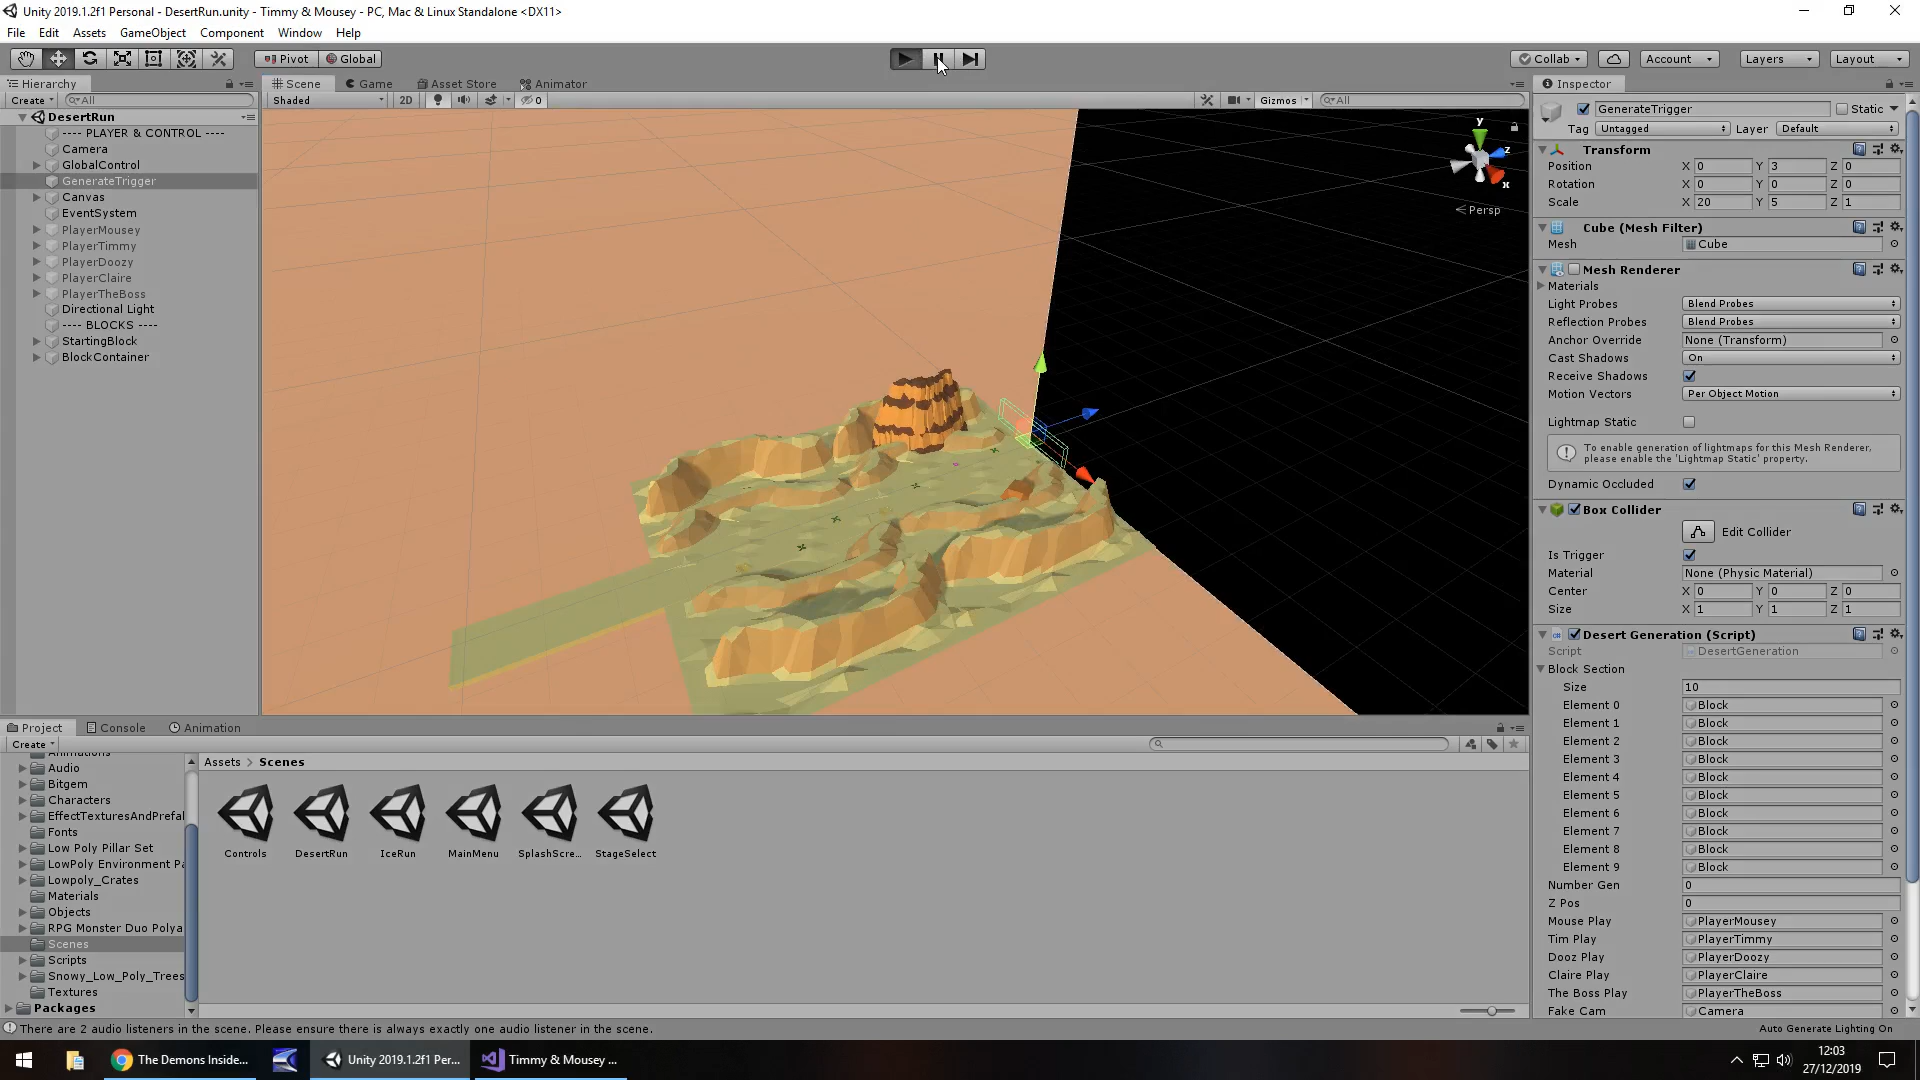 Unity 2019.1.2f1 Personal - DesertRun.unity - Timmy & Mousey - PC, Mac & Linux Standalone <DX11>
File Edit Assets GameObject Component Window Help
Pivot Global Collab Account Layers Layout
Hierarchy Scene Game Asset Store Animator Inspector
Create All Shaded 2D 0 Gizmos All
GenerateTrigger Static
Tag Untagged Layer Default
DesertRun
---- PLAYER & CONTROL ----
Camera
GlobalControl
GenerateTrigger
Canvas
EventSystem
PlayerMousey
PlayerTimmy
PlayerDoozy
PlayerClaire
PlayerTheBoss
Directional Light
---- BLOCKS ----
StartingBlock
BlockContainer
y
z
x
Persp
Transform
Position X 0 Y 3 Z 0
Rotation X 0 Y 0 Z 0
Scale X 20 Y 5 Z 1
Cube (Mesh Filter)
Mesh Cube
Mesh Renderer
Materials
Light Probes Blend Probes
Reflection Probes Blend Probes
Anchor Override None (Transform)
Cast Shadows On
Receive Shadows
Motion Vectors Per Object Motion
Lightmap Static
To enable generation of lightmaps for this Mesh Renderer,
please enable the 'Lightmap Static' property.
Dynamic Occluded
Box Collider
Edit Collider
Is Trigger
Material None (Physic Material)
Center X 0 Y 0 Z 0
Size X 1 Y 1 Z 1
Desert Generation (Script)
Script DesertGeneration
Block Section
Size 10
Element 0 Block
Element 1 Block
Element 2 Block
Element 3 Block
Element 4 Block
Element 5 Block
Element 6 Block
Element 7 Block
Element 8 Block
Element 9 Block
Number Gen 0
Z Pos 0
Mouse Play PlayerMousey
Tim Play PlayerTimmy
Dooz Play PlayerDoozy
Claire Play PlayerClaire
The Boss Play PlayerTheBoss
Fake Cam Camera
Project Console Animation
Create
Animations
Audio
Bitgem
Characters
EffectTexturesAndPrefal
Fonts
Low Poly Pillar Set
LowPoly Environment Pa
Lowpoly_Crates
Materials
Objects
RPG Monster Duo Polya
Scenes
Scripts
Snowy_Low_Poly_Trees
Textures
Packages
Assets > Scenes
Controls DesertRun IceRun MainMenu SplashScre... StageSelect
There are 2 audio listeners in the scene. Please ensure there is always exactly one audio listener in the scene.
Auto Generate Lighting On
The Demons Inside... Unity 2019.1.2f1 Per... Timmy & Mousey ...
12:03
27/12/2019